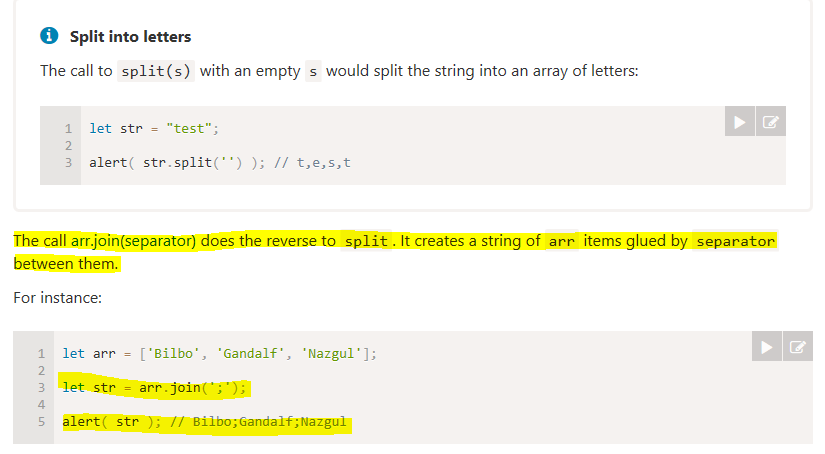 Split into letters
The call to split(s) with an empty s would split the string into an array of letters:
1 let str = "test";
2
3 alert( str.split('') ); // t,e,s,t
The call arr.join(separator) does the reverse to split. It creates a string of arr items glued by separator
between them.
For instance:
1 let arr = ['Bilbo', 'Gandalf', 'Nazgul'];
2
3 let str = arr.join(';');
4
5 alert( str ); // Bilbo;Gandalf;Nazgul